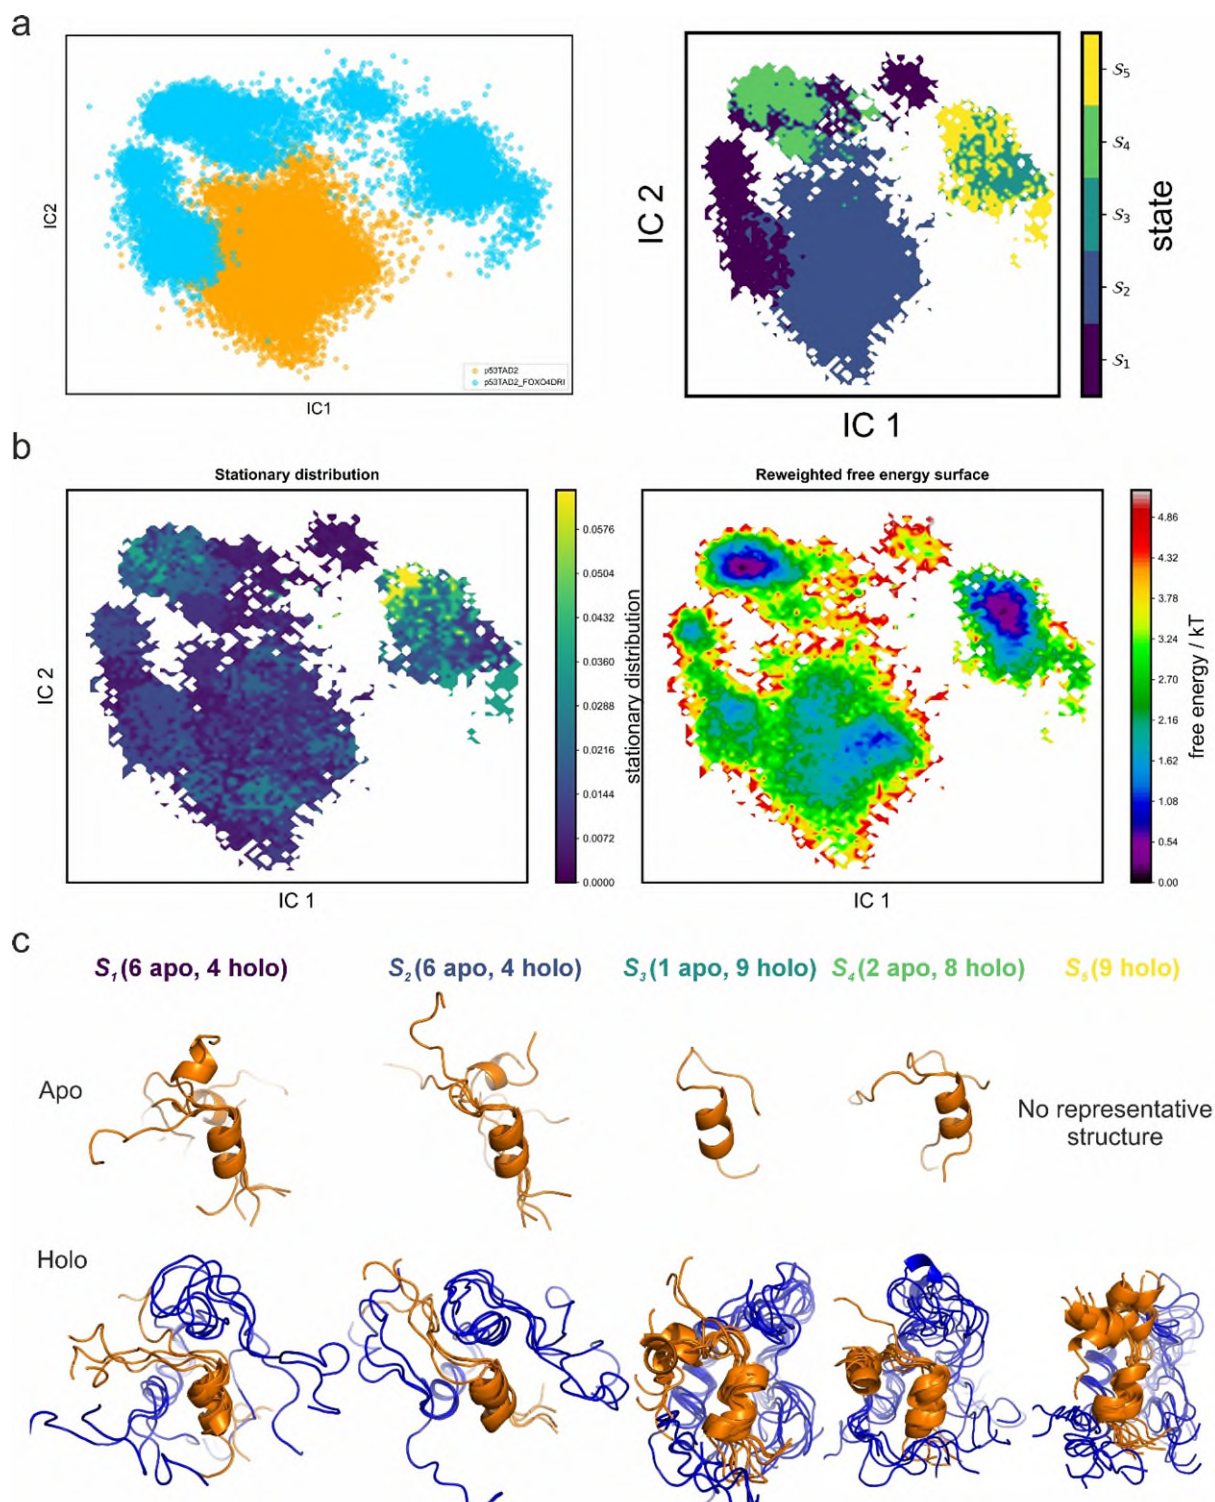 a
IC2
IC1
p53TAD2
p53TAD2_FOXO4DRI
IC 2
IC 1
S5
S4
S3
S2
S1
state
b
Stationary distribution
IC 2
IC 1
0.0576
0.0504
0.0432
0.0360
0.0288
0.0216
0.0144
0.0072
0.0000
stationary distribution
Reweighted free energy surface
IC 1
4.86
4.32
3.78
3.24
2.70
2.16
1.62
1.08
0.54
0.00
free energy / kT
c
S1 (6 apo, 4 holo) S2 (6 apo, 4 holo) S3 (1 apo, 9 holo) S4 (2 apo, 8 holo) S5 (9 holo)
Apo
No representative
structure
Holo